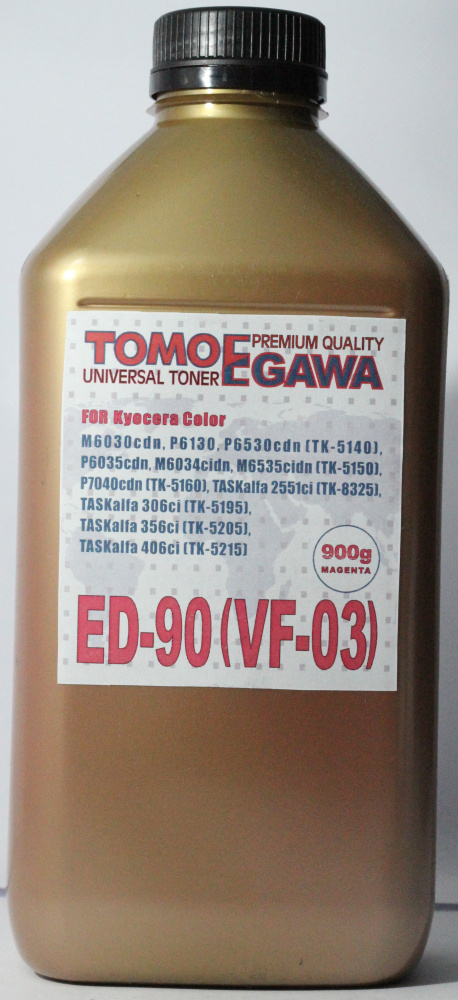 TOMOEGAWA
PREMIUM QUALITY
UNIVERSAL TONER
FOR Kyocera Color
M6030cdn, P6130, P6530cdn (TK-5140),
P6035cdn, M6034cidn, M6535cidn (TK-5150),
P7040cdn (TK-5160), TASKalfa 2551ci (TK-8325),
TASKalfa 306ci (TK-5195),
TASKalfa 356ci (TK-5205),
TASKalfa 406ci (TK-5215)
900g
MAGENTA
ED-90(VF-03)